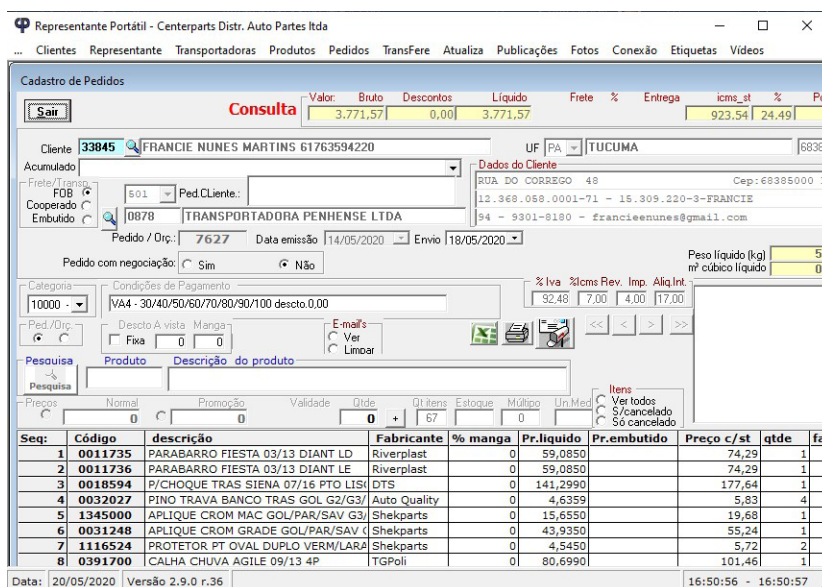 Representante Portátil - Centerparts Distr. Auto Partes ltda
... Clientes Representante Transportadoras Produtos Pedidos TransFere Atualiza Publicações Fotos Conexão Etiquetas Vídeos
Cadastro de Pedidos
Sair Consulta
Valor: Bruto Descontos Líquido Frete % Entrega icms_st %
3.771,57 0,00 3.771,57 923.54 24.49
Cliente 33845 FRANCIE NUNES MARTINS 61763594220 UF PA TUCUMA
Acumulado
Dados do Cliente
RUA DO CORREGO 48 Cep:68385000
12.368.058.0001-71 - 15.309.220-3-FRANCIE
94 - 9301-8180 - francieenunes@gmail.com
Frete/Transp.
FOB
Cooperado
Embutido
501 Ped.CLiente.:
0878 TRANSPORTADORA PENHENSE LTDA
Pedido / Orç.: 7627 Data emissão 14/05/2020 Envio 18/05/2020
Pedido com negociação: Sim Não
Peso líquido (kg)
m³ cúbico líquido
Categoria
10000 -
Condições de Pagamento
VA4 - 30/40/50/60/70/80/90/100 descto.0,00
% Iva %Icms Rev. Imp. Aliq.Int.
92,48 7,00 4,00 17,00
Ped./Orç.
Descto A vista Manga
Fixa 0 0
E-mail's
Ver
Limpar
<< < > >>
Pesquisa Produto Descrição do produto
Pesquisa
Itens
Ver todos
S/cancelado
Só cancelado
Preços Normal Promoção Validade Qtde Qt itens Estoque Múltiplo Un.Med
0 0 0 + 67 0
Seq: Código descrição Fabricante % manga Pr.liquido Pr.embutido Preço c/st qtde
1 0011735 PARABARRO FIESTA 03/13 DIANT LD Riverplast 0 59,0850 74,29 1
2 0011736 PARABARRO FIESTA 03/13 DIANT LE Riverplast 0 59,0850 74,29 1
3 0018594 P/CHOQUE TRAS SIENA 07/16 PTO LIS DTS 0 141,2990 177,64 1
4 0032027 PINO TRAVA BANCO TRAS GOL G2/G3/ Auto Quality 0 4,6359 5,83 4
5 1345000 APLIQUE CROM MAC GOL/PAR/SAV G3/ Shekparts 0 15,6550 19,68 1
6 0031248 APLIQUE CROM GRADE GOL/PAR/SAV ( Shekparts 0 43,9350 55,24 1
7 1116524 PROTETOR PT OVAL DUPLO VERM/LARA Shekparts 0 4,5450 5,72 2
8 0391700 CALHA CHUVA AGILE 09/13 4P TGPoli 0 80,6990 101,46 1
Data: 20/05/2020 Versão 2.9.0 r.36 16:50:56 - 16:50:57